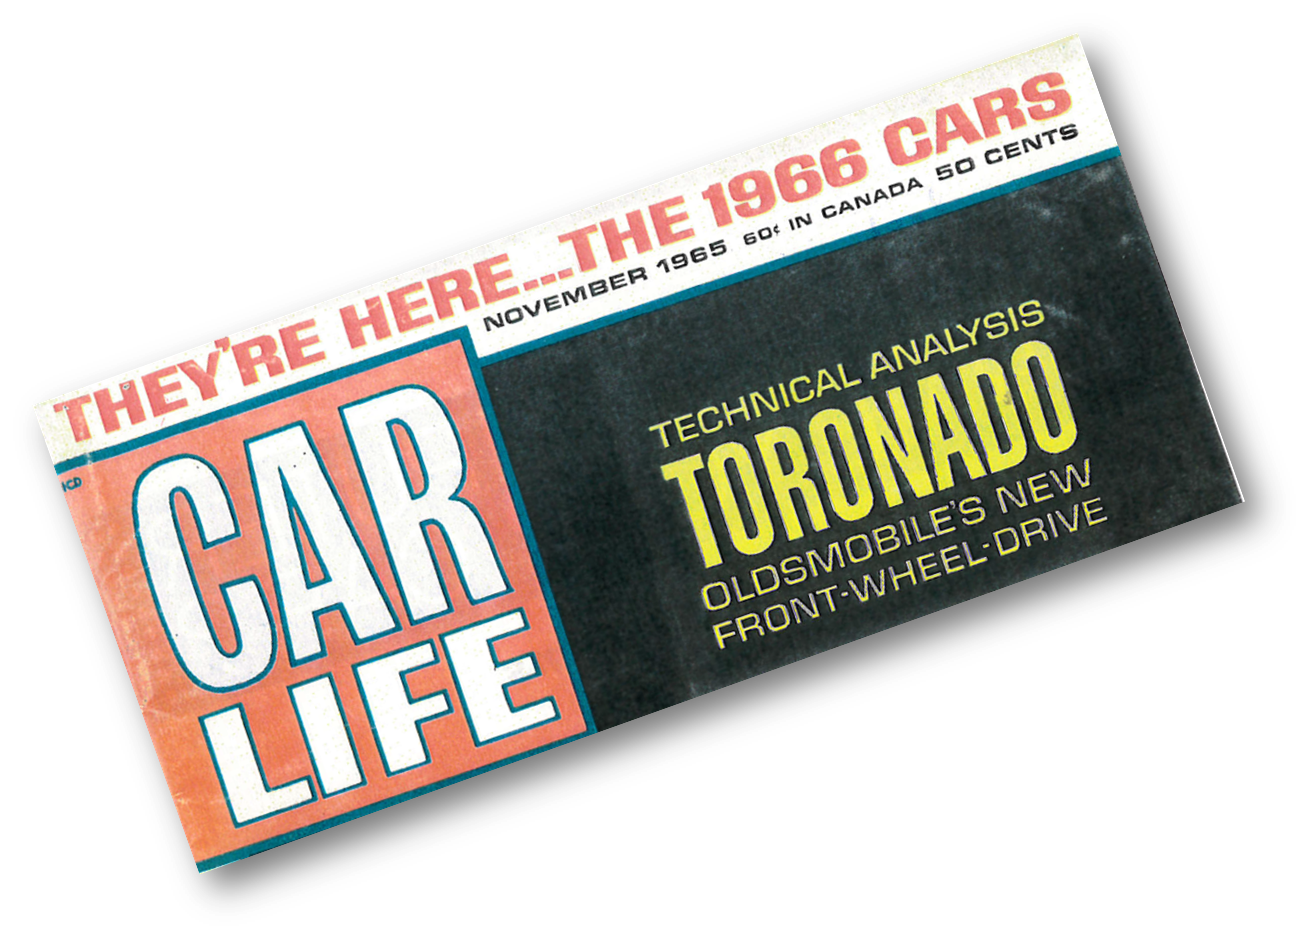 THEY'RE HERE...THE 1966 CARS
NOVEMBER 1965 60¢ IN CANADA 50 CENTS
CAR
LIFE
TECHNICAL ANALYSIS
TORONADO
OLDSMOBILE'S NEW
FRONT-WHEEL-DRIVE